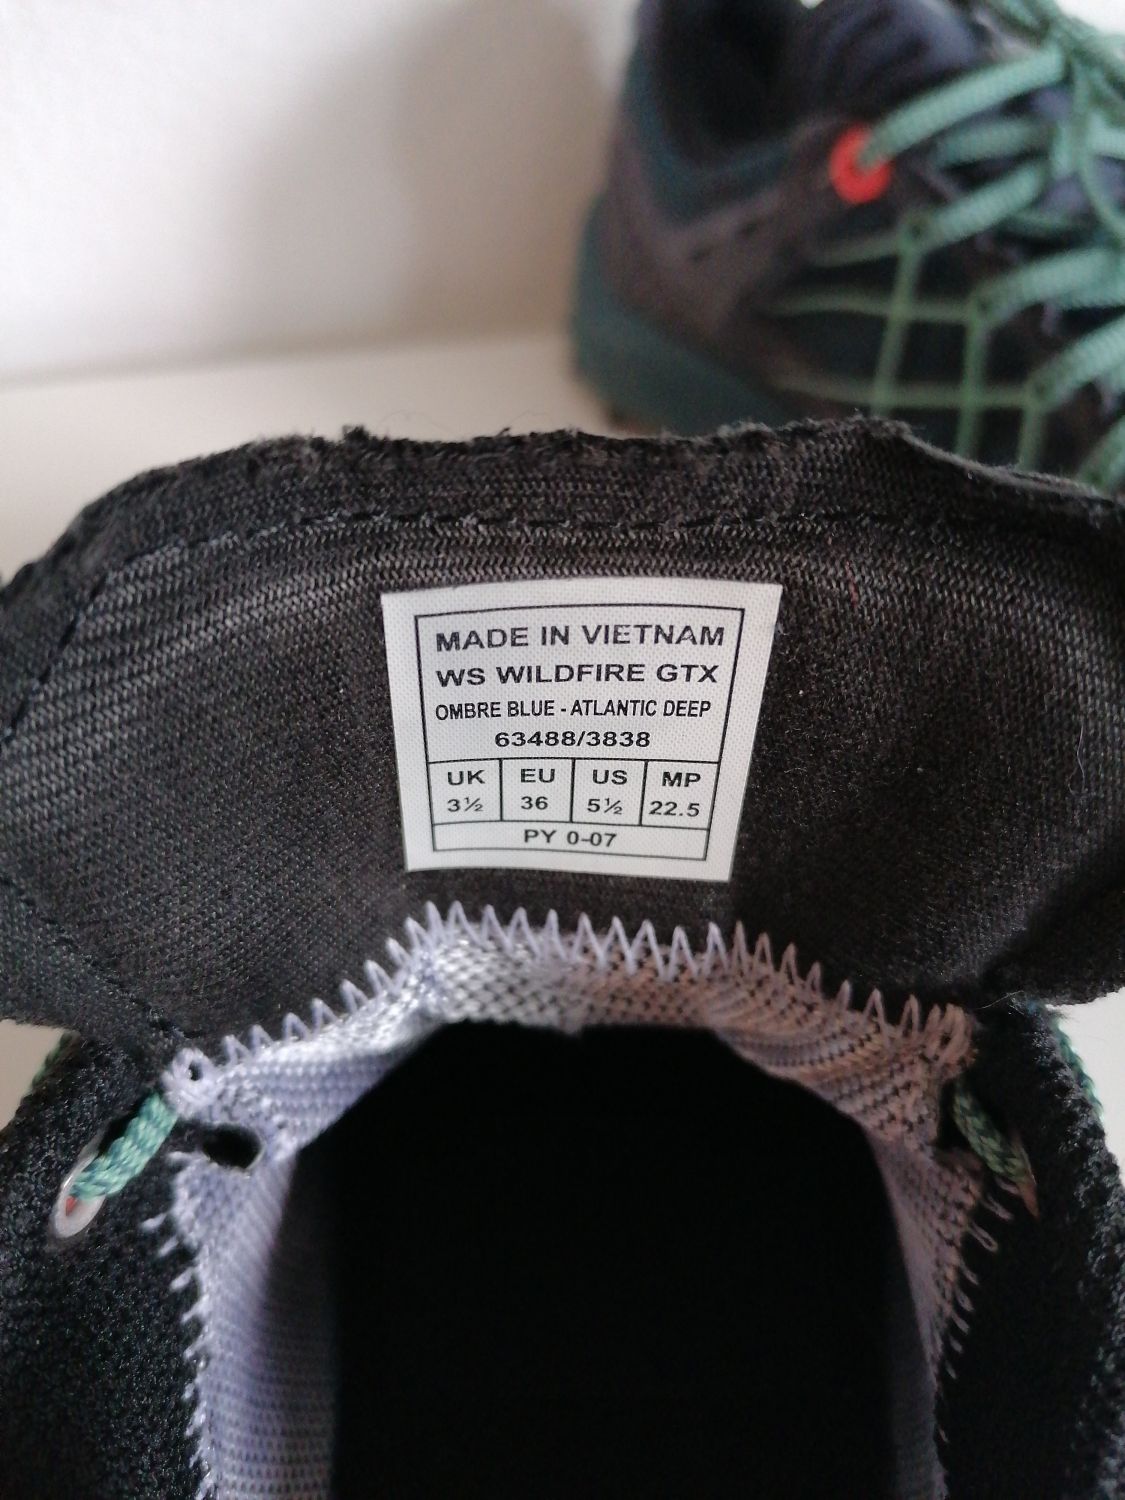 MADE IN VIETNAM
WS WILDFIRE GTX
OMBRE BLUE - ATLANTIC DEEP
63488/3838
UK EU US MP
3½ 36 5½ 22.5
PY 0-07